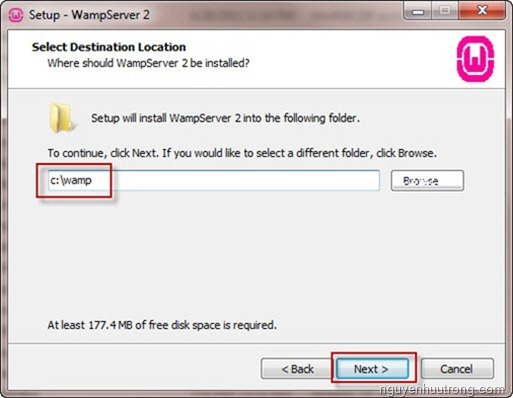 Setup - WampServer 2
Select Destination Location
Where should WampServer 2 be installed?
Setup will install WampServer 2 into the following folder.
To continue, click Next. If you would like to select a different folder, click Browse.
c:\wamp
Browse...
At least 177.4 MB of free disk space is required.
< Back
Next >
Cancel
nguyenhuutrong.com